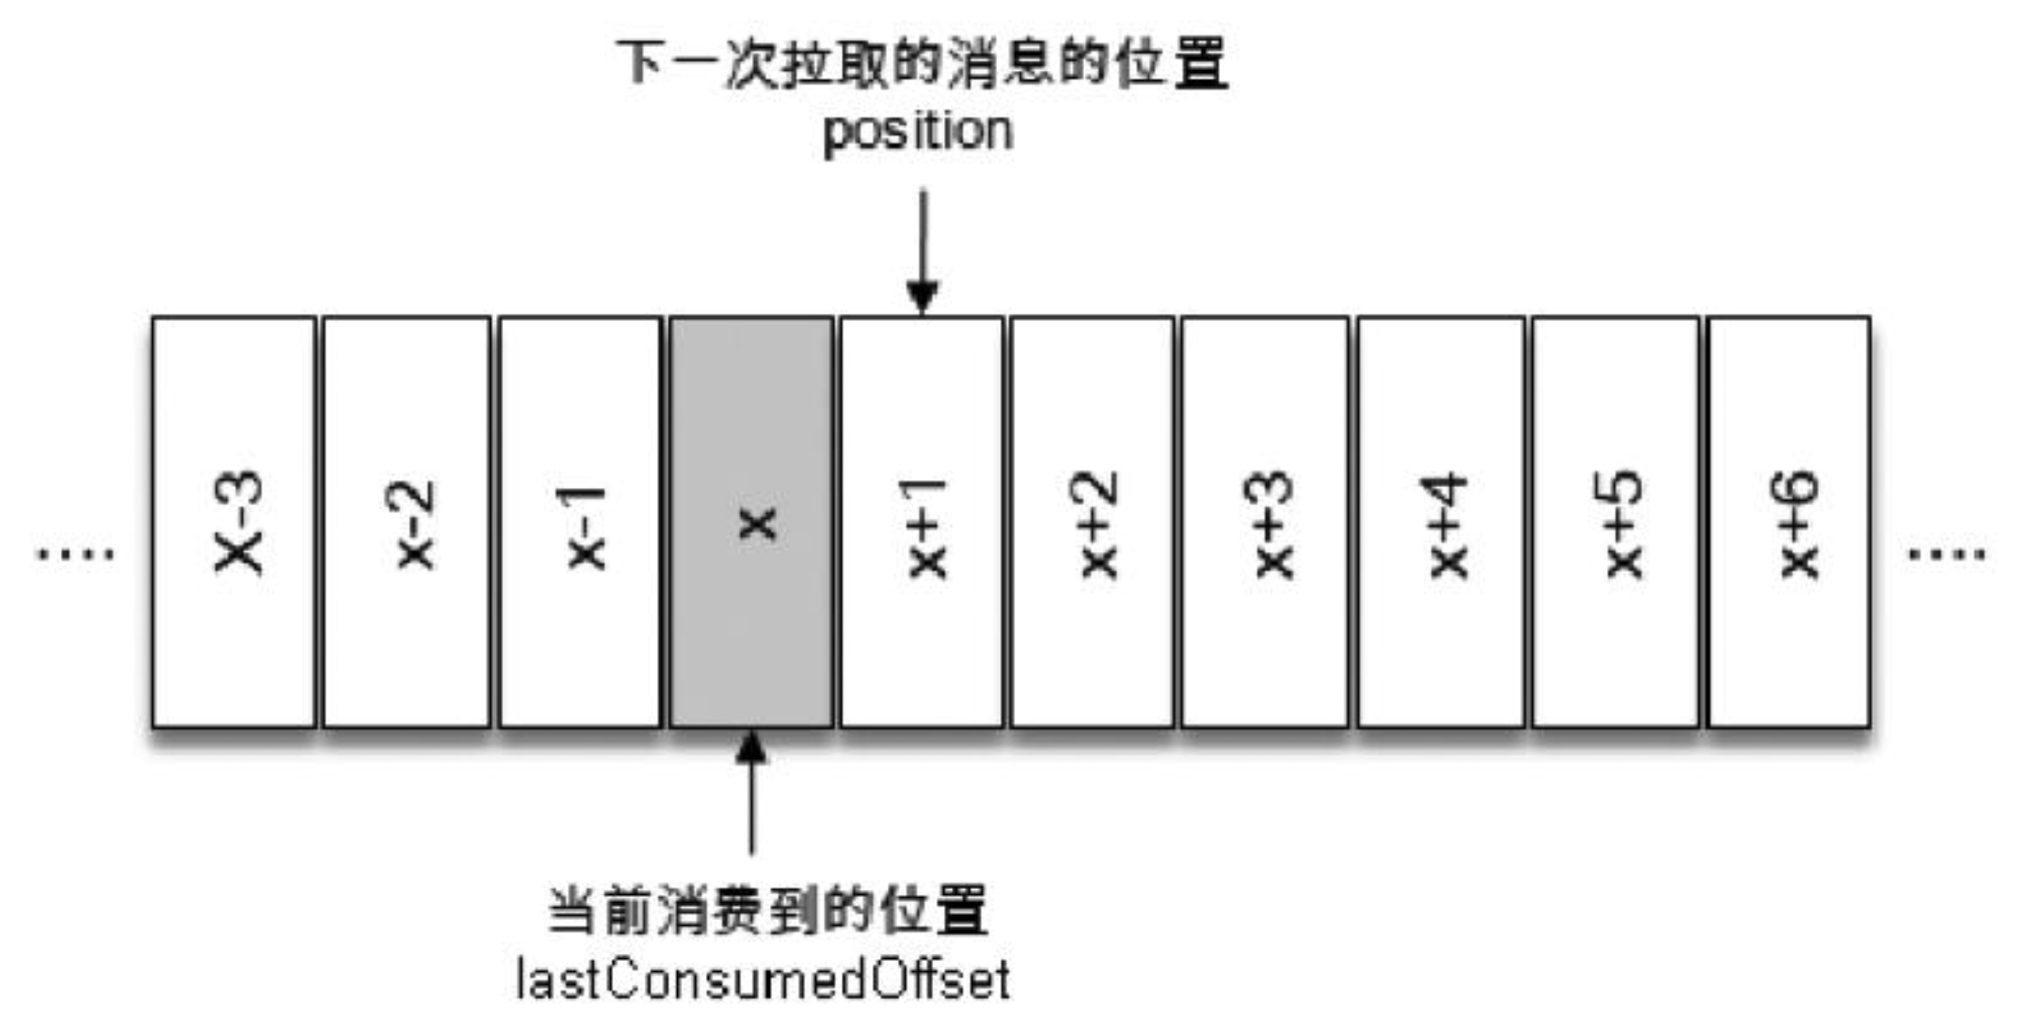 下一次拉取的消息的位置
position
.... X-3 x-2 x-1 x x+1 x+2 x+3 x+4 x+5 x+6 ....
当前消费到的位置
lastConsumedOffset